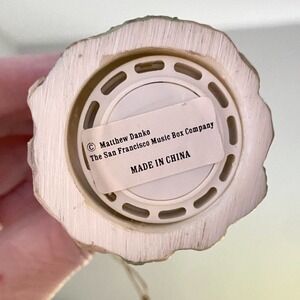 © Matthew Danko
The San Francisco Music Box Company
MADE IN CHINA